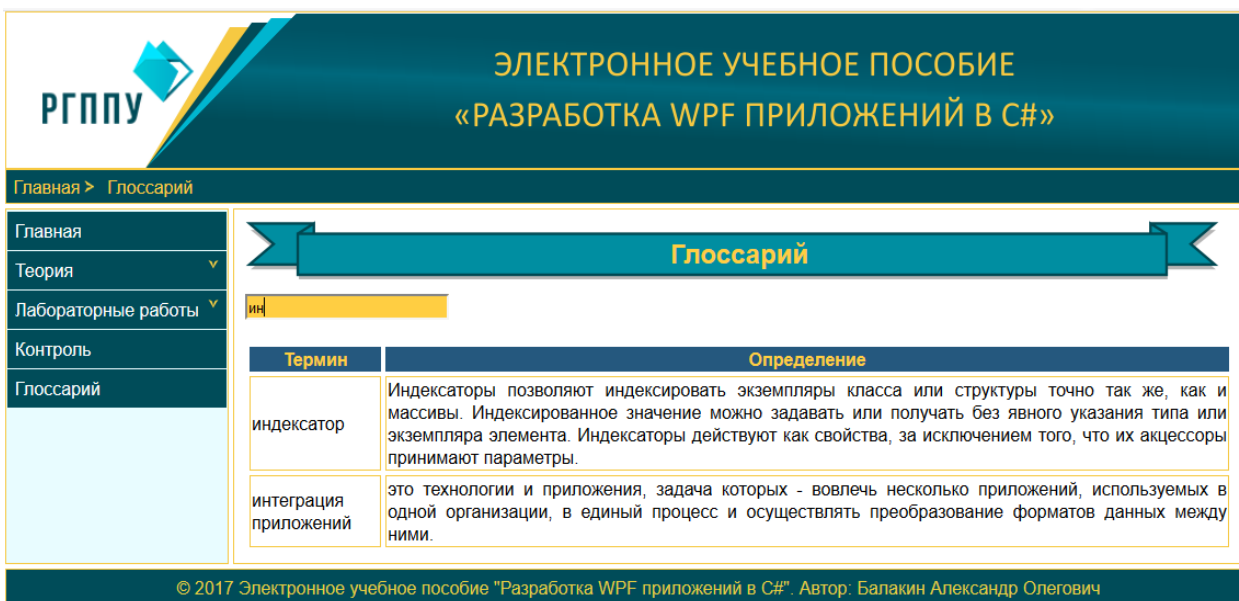 РГППУ
ЭЛЕКТРОННОЕ УЧЕБНОЕ ПОСОБИЕ
«РАЗРАБОТКА WPF ПРИЛОЖЕНИЙ В C#»
Главная > Глоссарий
Главная
Теория
Лабораторные работы
Контроль
Глоссарий
Глоссарий
ин
Термин Определение
индексатор
Индексаторы позволяют индексировать экземпляры класса или структуры точно так же, как и
массивы. Индексированное значение можно задавать или получать без явного указания типа или
экземпляра элемента. Индексаторы действуют как свойства, за исключением того, что их акцессоры
принимают параметры.
интеграция
приложений
это технологии и приложения, задача которых - вовлечь несколько приложений, используемых в
одной организации, в единый процесс и осуществлять преобразование форматов данных между
ними.
© 2017 Электронное учебное пособие "Разработка WPF приложений в C#". Автор: Балакин Александр Олегович